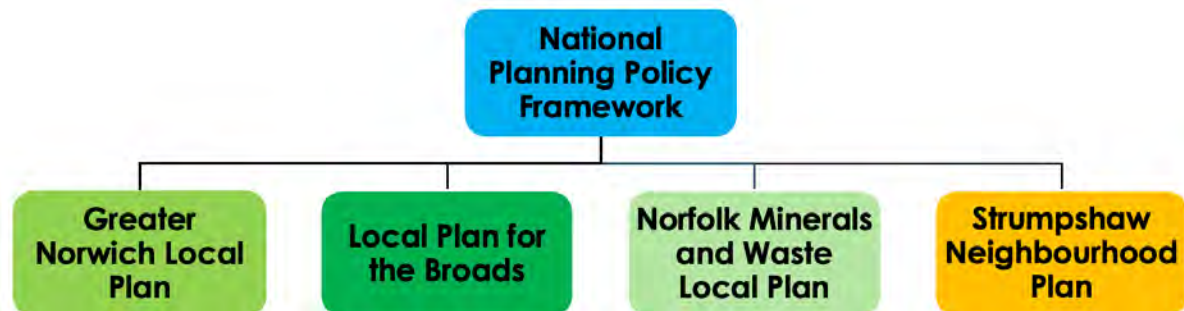 National
Planning Policy
Framework
Greater
Norwich Local
Plan
Local Plan for
the Broads
Norfolk Minerals
and Waste
Local Plan
Strumpshaw
Neighbourhood
Plan